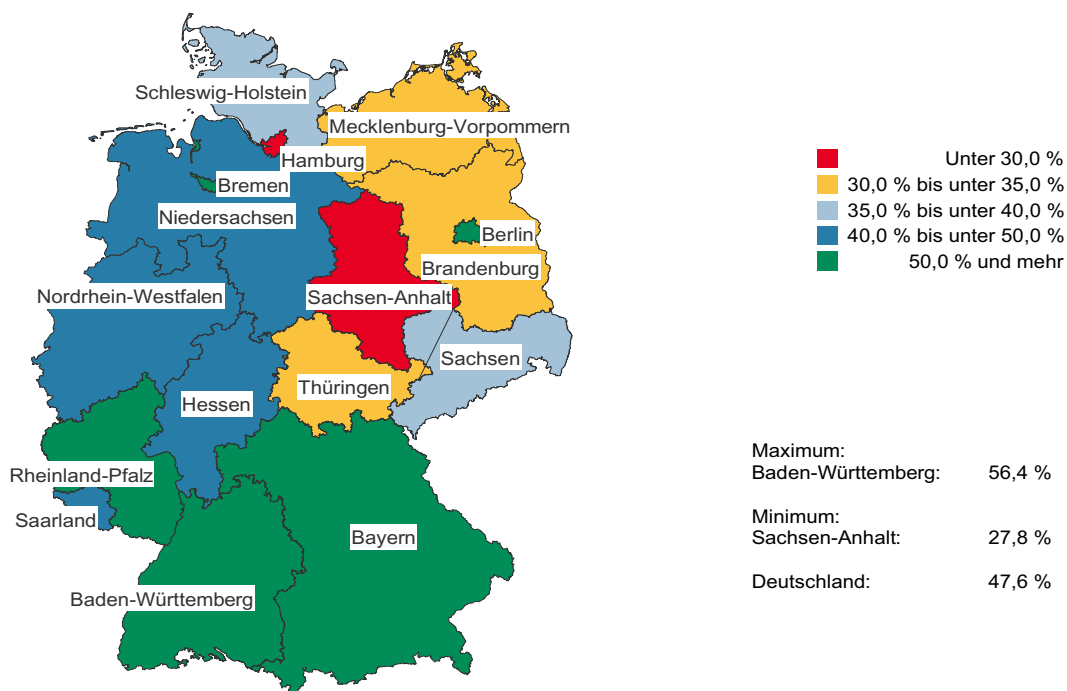 Schleswig-Holstein
Mecklenburg-Vorpommern
Hamburg
Bremen
Niedersachsen
Berlin
Brandenburg
Nordrhein-Westfalen
Sachsen-Anhalt
Sachsen
Thüringen
Hessen
Rheinland-Pfalz
Saarland
Bayern
Baden-Württemberg
Unter 30,0 %
30,0 % bis unter 35,0 %
35,0 % bis unter 40,0 %
40,0 % bis unter 50,0 %
50,0 % und mehr
Maximum:
Baden-Württemberg: 56,4 %
Minimum:
Sachsen-Anhalt: 27,8 %
Deutschland: 47,6 %